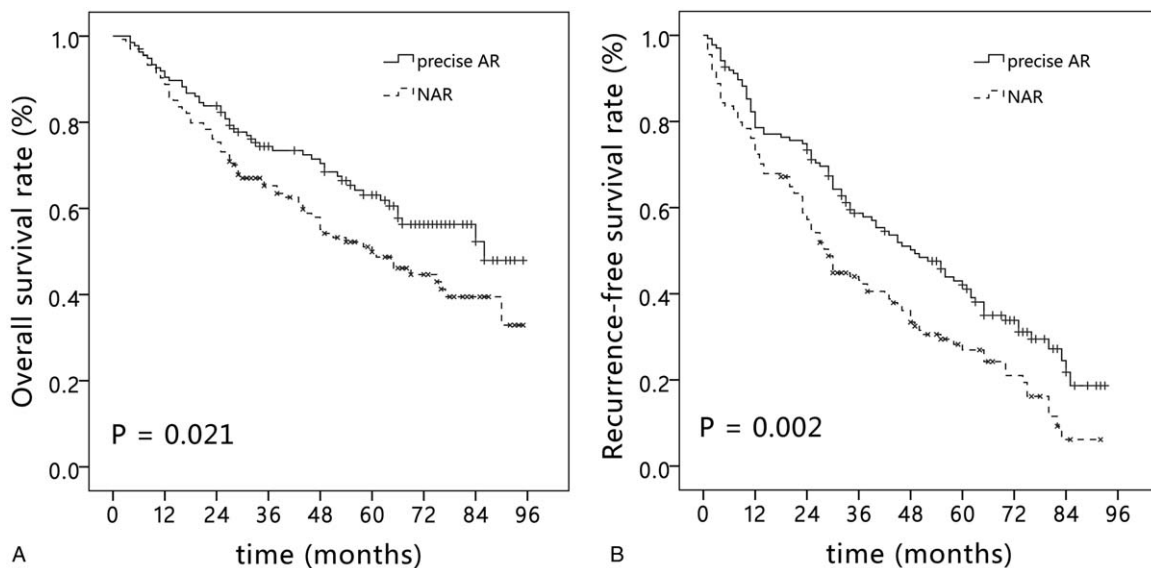 Overall survival rate (%)
1.0
0.8
0.6
0.4
0.2
0.0
precise AR
NAR
P = 0.021
0 12 24 36 48 60 72 84 96
time (months)
A
Recurrence-free survival rate (%)
1.0
0.8
0.6
0.4
0.2
0.0
precise AR
NAR
P = 0.002
0 12 24 36 48 60 72 84 96
time (months)
B